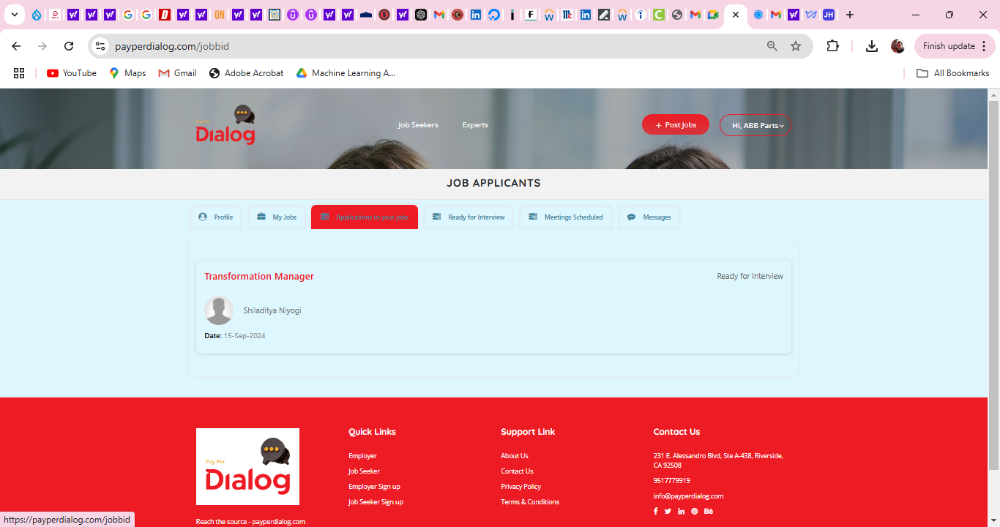 payperdialog.com/jobbid
Finish update
YouTube
Maps
Gmail
Adobe Acrobat
Machine Learning A...
All Bookmarks
Pay Per
Dialog
Job Seekers
Experts
+ Post Jobs
Hi, ABB Parts
JOB APPLICANTS
Profile
My Jobs
Applications to your jobs
Ready for Interview
Meetings Scheduled
Messages
Transformation Manager
Ready for Interview
Shiladitya Niyogi
Date: 15-Sep-2024
Pay Per
Dialog
Reach the source - payperdialog.com
Quick Links
Employer
Job Seeker
Employer Sign up
Job Seeker Sign up
Support Link
About Us
Contact Us
Privacy Policy
Terms & Conditions
Contact Us
231 E. Alessandro Blvd, Ste A-438, Riverside,
CA 92508
9517779919
info@payperdialog.com
https://payperdialog.com/jobbid